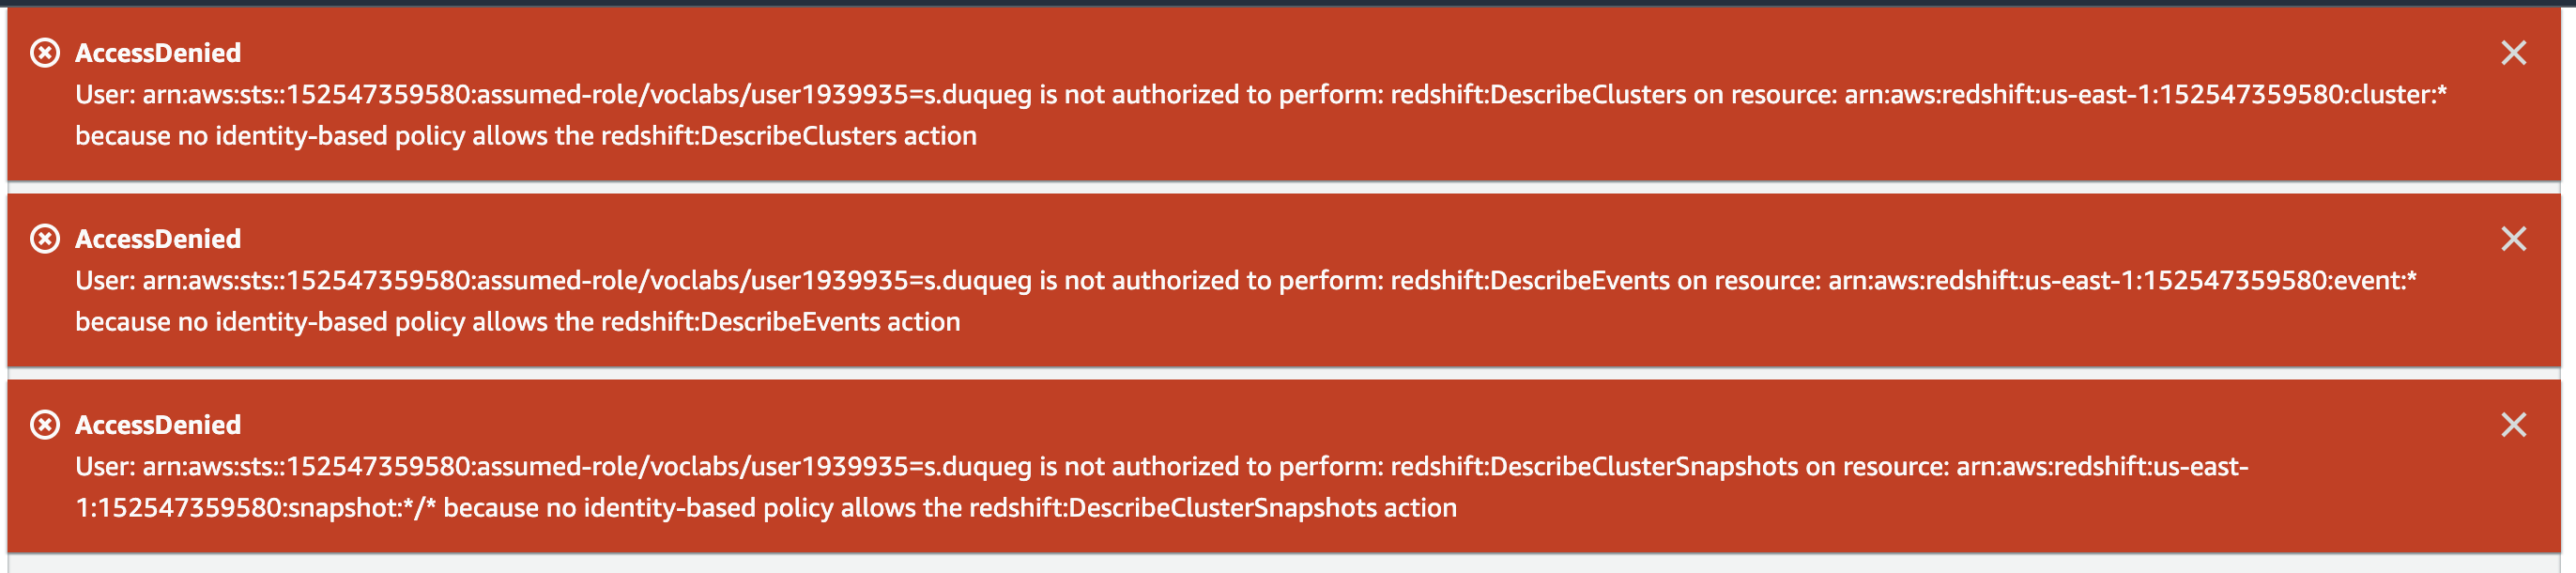 AccessDenied
User: arn:aws:sts::152547359580:assumed-role/voclabs/user1939935=s.duqueg is not authorized to perform: redshift:DescribeClusters on resource: arn:aws:redshift:us-east-1:152547359580:cluster:*
because no identity-based policy allows the redshift:DescribeClusters action
AccessDenied
User: arn:aws:sts::152547359580:assumed-role/voclabs/user1939935=s.duqueg is not authorized to perform: redshift:DescribeEvents on resource: arn:aws:redshift:us-east-1:152547359580:event:*
because no identity-based policy allows the redshift:DescribeEvents action
AccessDenied
User: arn:aws:sts::152547359580:assumed-role/voclabs/user1939935=s.duqueg is not authorized to perform: redshift:DescribeClusterSnapshots on resource: arn:aws:redshift:us-east-
1:152547359580:snapshot:*/* because no identity-based policy allows the redshift:DescribeClusterSnapshots action